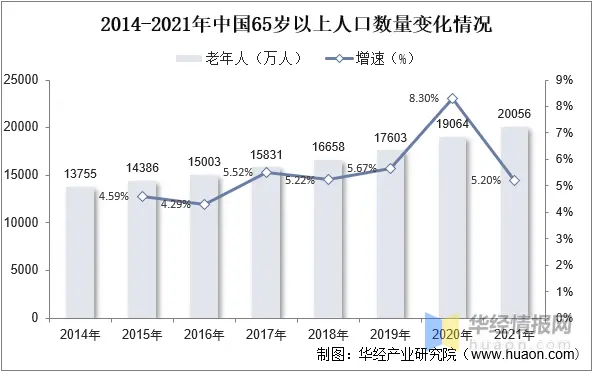 2014-2021年中国65岁以上人口数量变化情况
老年人（万人） 增速（%）
25000 20000 15000 10000 5000 0
9% 8% 7% 6% 5% 4% 3% 2% 1% 0%
13755 14386 15003 15831 16658 17603 19064 20056
4.59% 4.29% 5.52% 5.22% 5.67% 8.30% 5.20%
2014年 2015年 2016年 2017年 2018年 2019年 2020年 2021年
华经情报网
huaon.com
制图：华经产业研究院（www.huaon.com）